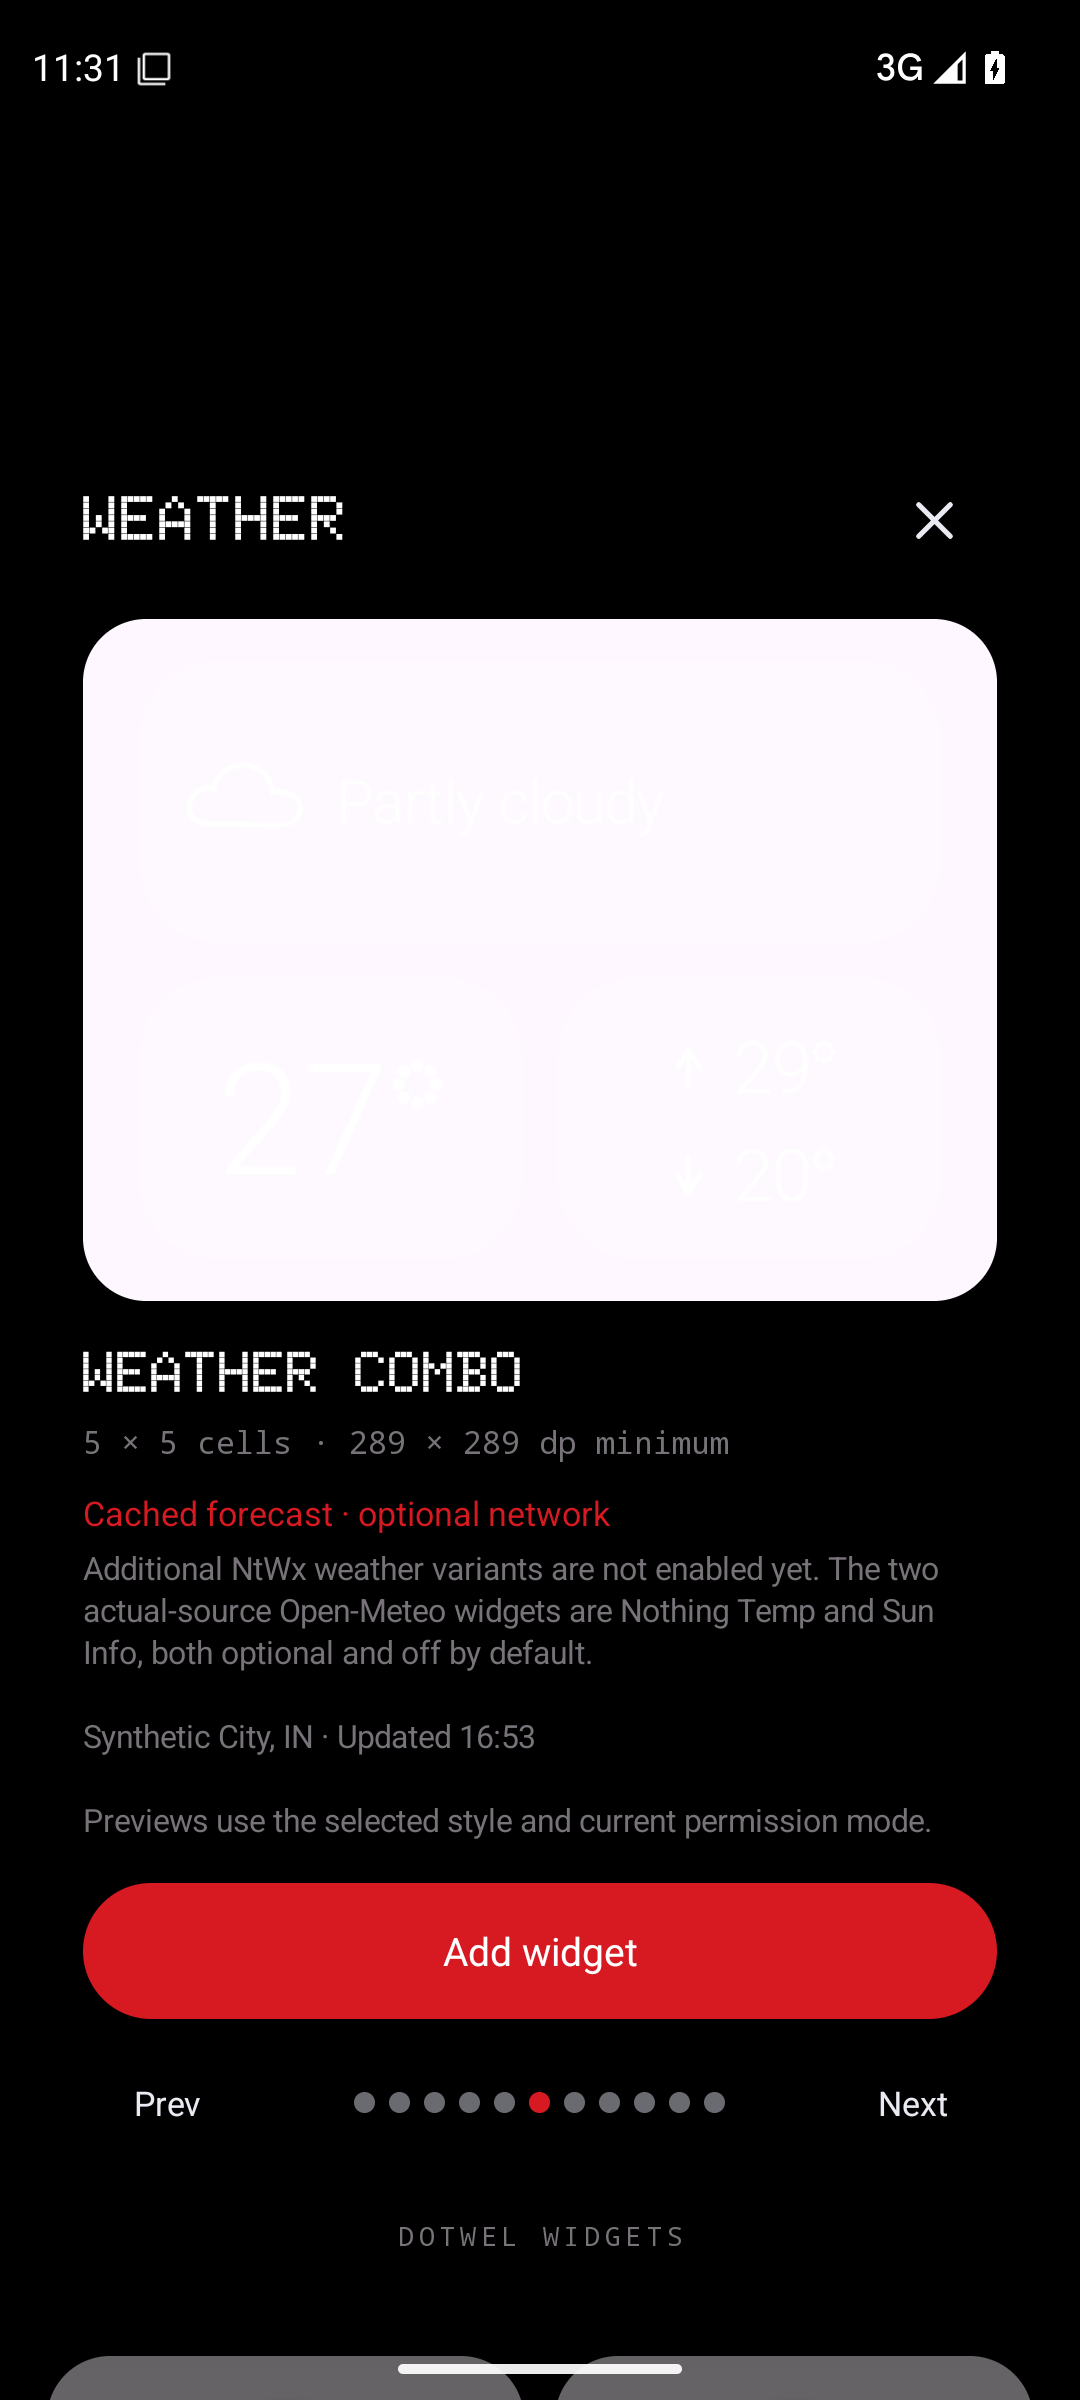 11:31
3G
WEATHER
Partly cloudy
27°
29°
20°
WEATHER COMBO
5 × 5 cells · 289 × 289 dp minimum
Cached forecast · optional network
Additional NtWx weather variants are not enabled yet. The two
actual-source Open-Meteo widgets are Nothing Temp and Sun
Info, both optional and off by default.
Synthetic City, IN · Updated 16:53
Previews use the selected style and current permission mode.
Add widget
Prev
Next
DOTWEL WIDGETS